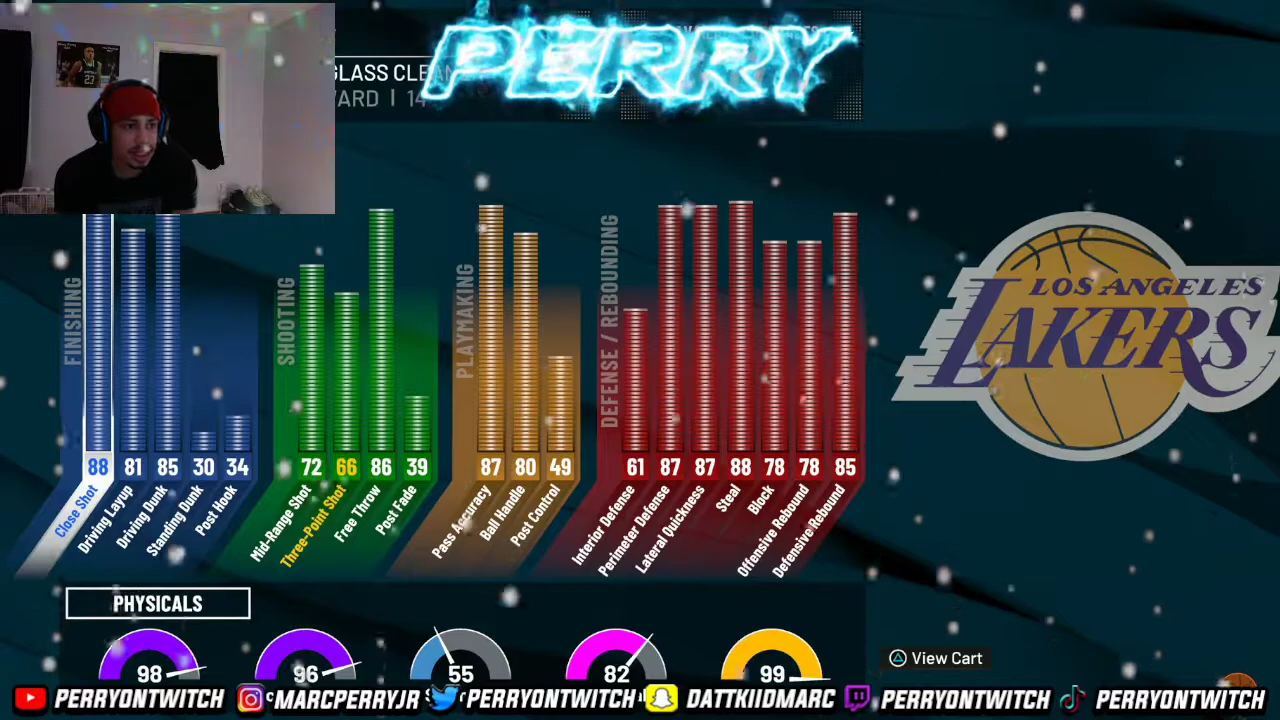 PERRY
GLASS CLEAN
ARD | 14
FINISHING
88 81 85 30 34
Close Shot
Driving Layup
Driving Dunk
Standing Dunk
Post Hook
SHOOTING
72 66 86 39
Mid-Range Shot
Three-Point Shot
Free Throw
Post Fade
PLAYMAKING
87 80 49
Pass Accuracy
Ball Handle
Post Control
DEFENSE / REBOUNDING
61 87 87 88 78 78 85
Interior Defense
Perimeter Defense
Lateral Quickness
Steal
Block
Offensive Rebound
Defensive Rebound
LOS ANGELES
LAKERS
23
PHYSICALS
98 96 55 82 99
View Cart
PERRYONTWITCH MARCPERRYJR PERRYONTWITCH DATTKIIDMARC PERRYONTWITCH PERRYONTWITCH